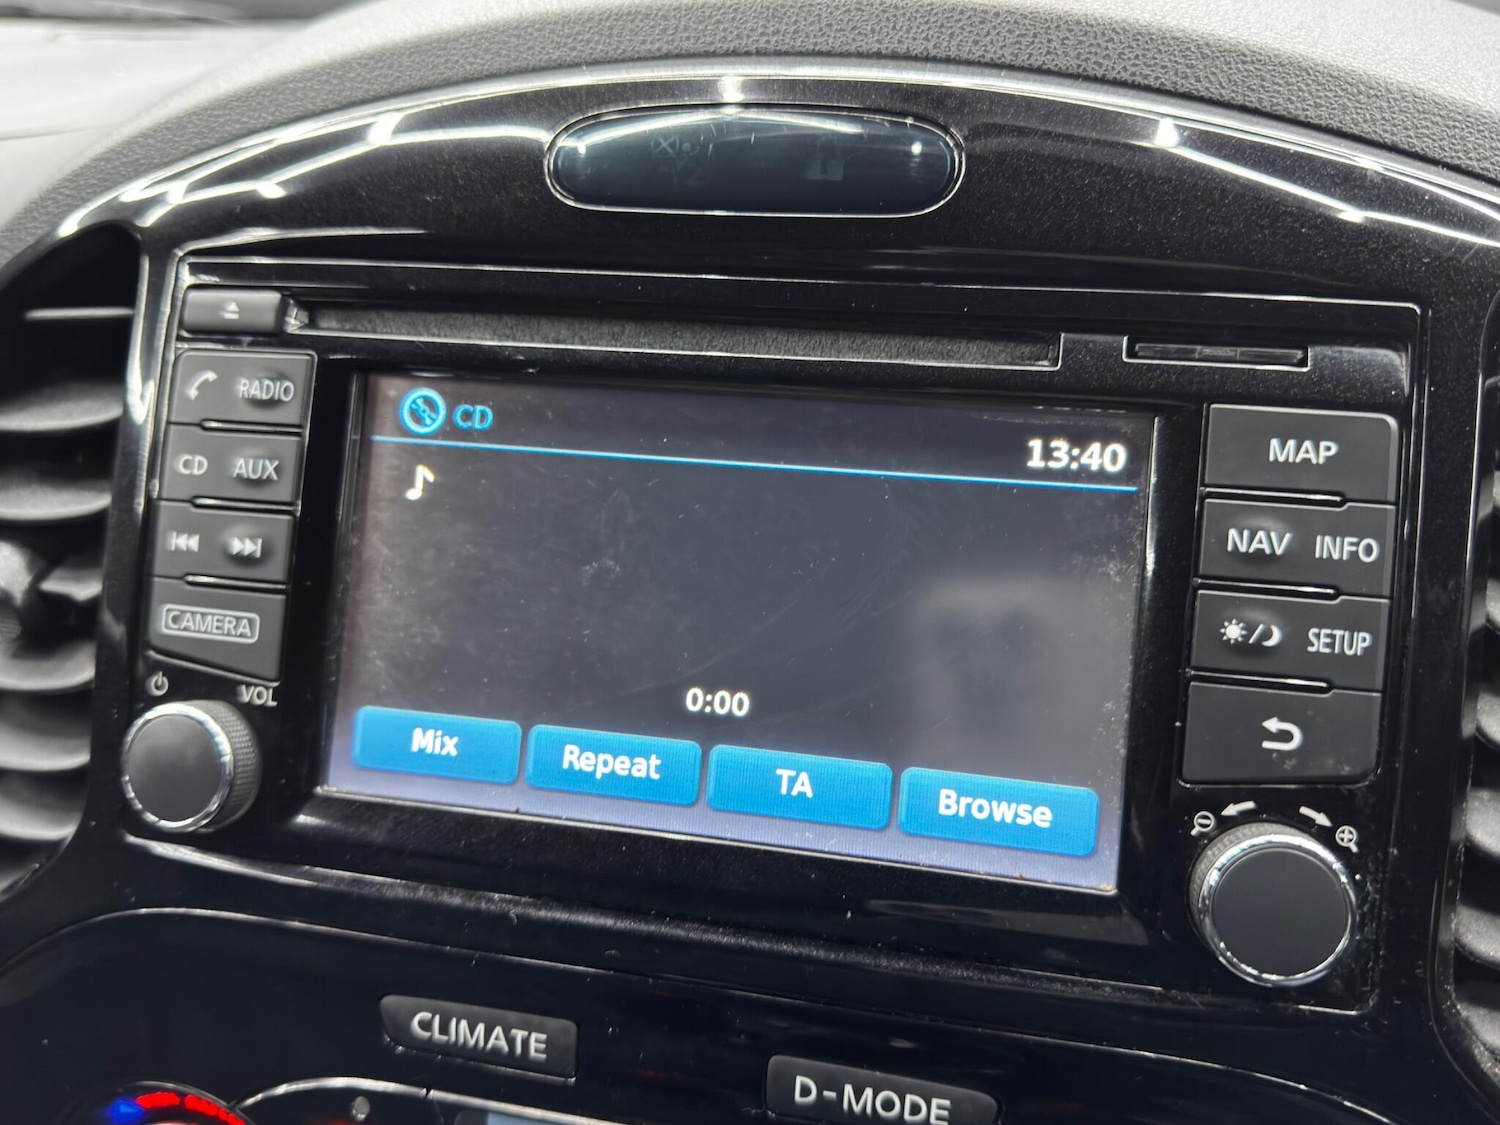 RADIO
CD AUX
CAMERA
VOL
CD
13:40
0:00
Mix Repeat TA Browse
MAP
NAV INFO
SETUP
CLIMATE
D-MODE